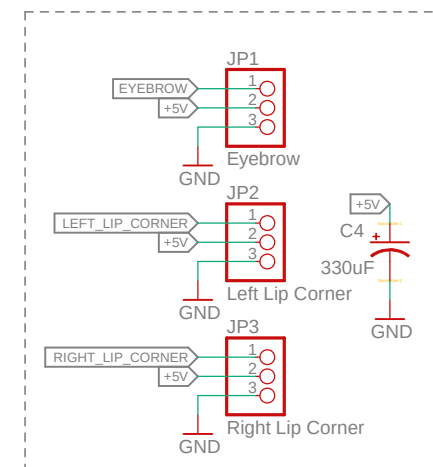 JP1
EYEBROW 1
+5V 2
3
GND
Eyebrow
JP2
LEFT_LIP_CORNER 1
+5V 2
3
GND
Left Lip Corner
+5V
C4 +
330uF
GND
JP3
RIGHT_LIP_CORNER 1
+5V 2
3
GND
Right Lip Corner